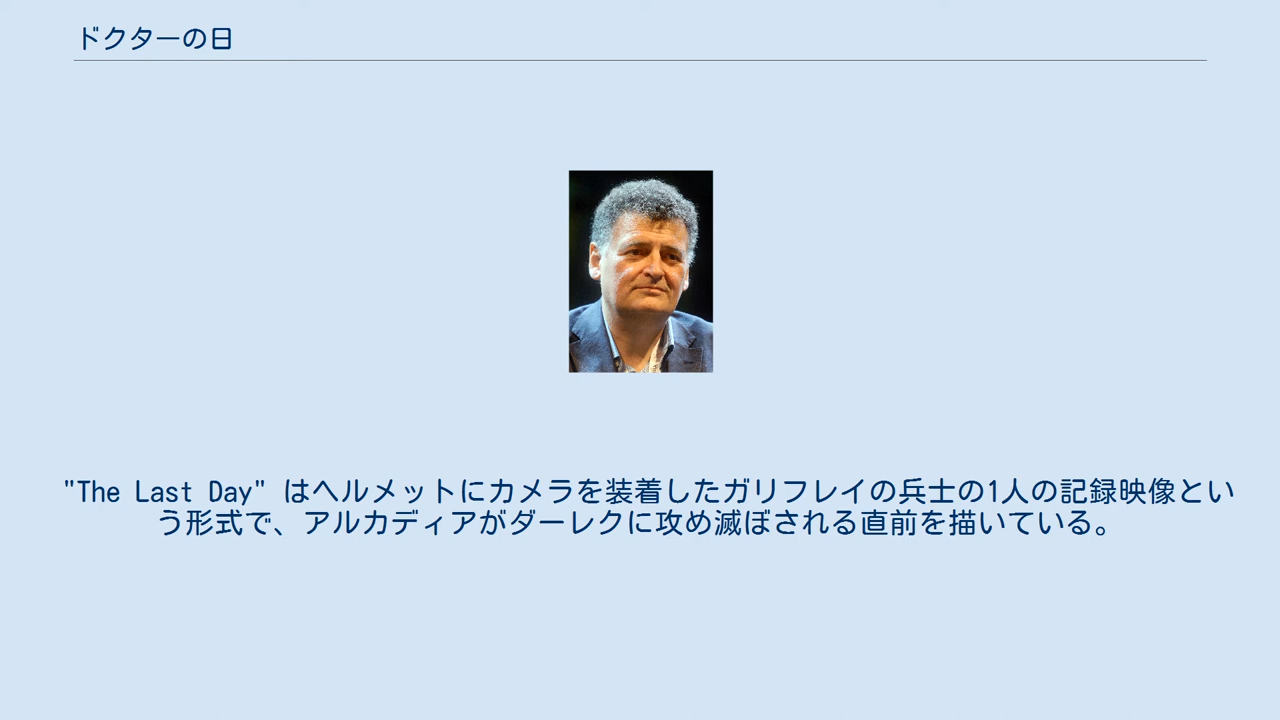 ドクターの日
"The Last Day" はヘルメットにカメラを装着したガリフレイの兵士の1人の記録映像とい
う形式で、アルカディアがダーレクに攻め滅ぼされる直前を描いている。